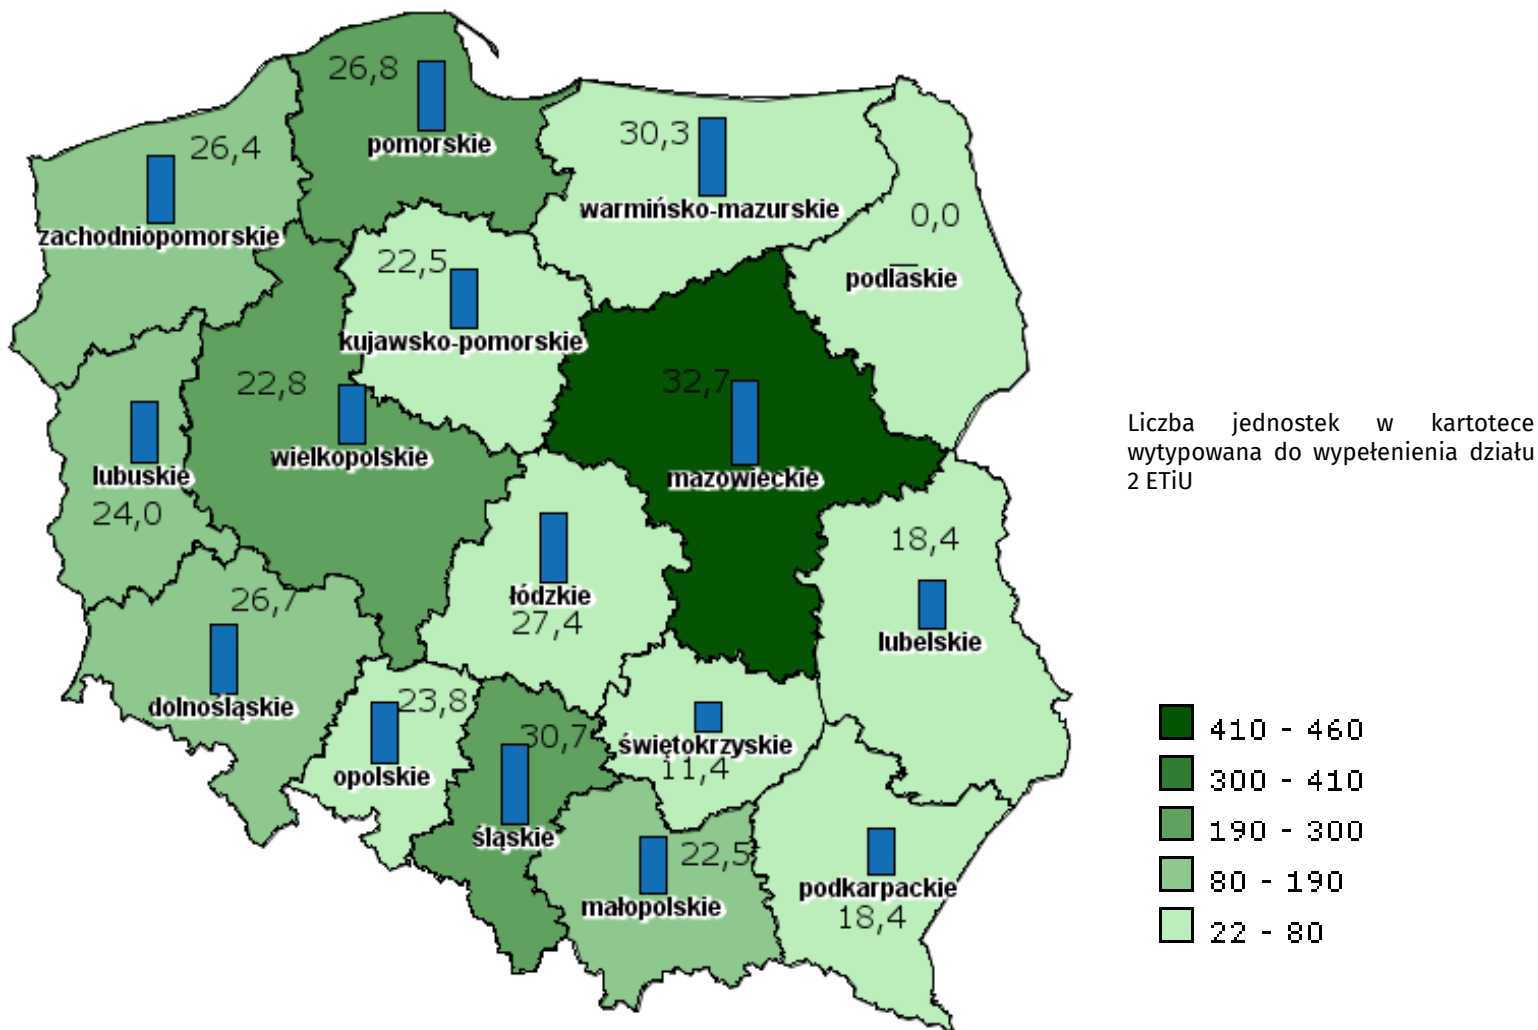 26,8
pomorskie
26,4
zachodniopomorskie
30,3
warmińsko-mazurskie
0,0
podlaskie
22,5
kujawsko-pomorskie
22,8
wielkopolskie
32,7
mazowieckie
lubuskie
24,0
łódzkie
27,4
18,4
lubelskie
26,7
dolnośląskie
23,8
opolskie
30,7
śląskie
świętokrzyskie
11,4
22,5
małopolskie
podkarpackie
18,4
Liczba jednostek w kartotece
wytypowana do wypełenienia działu
2 ETiU
410 - 460
300 - 410
190 - 300
80 - 190
22 - 80